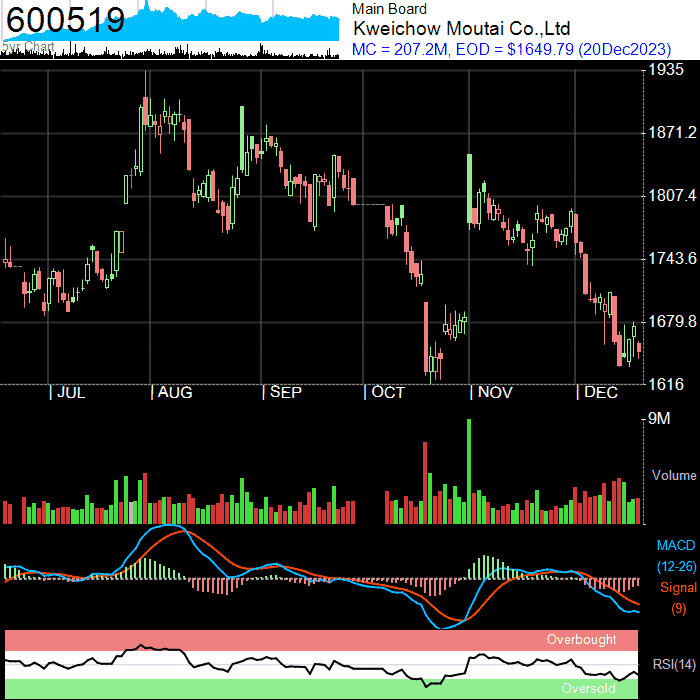 600519
5yr Chart
Main Board
Kweichow Moutai Co.,Ltd
MC = 207.2M, EOD = $1649.79 (20Dec2023)
1935
1871.2
1807.4
1743.6
1679.8
1616
| JUL | AUG | SEP | OCT | NOV | DEC
9M
Volume
MACD
(12-26)
Signal
(9)
Overbought
RSI(14)
Oversold